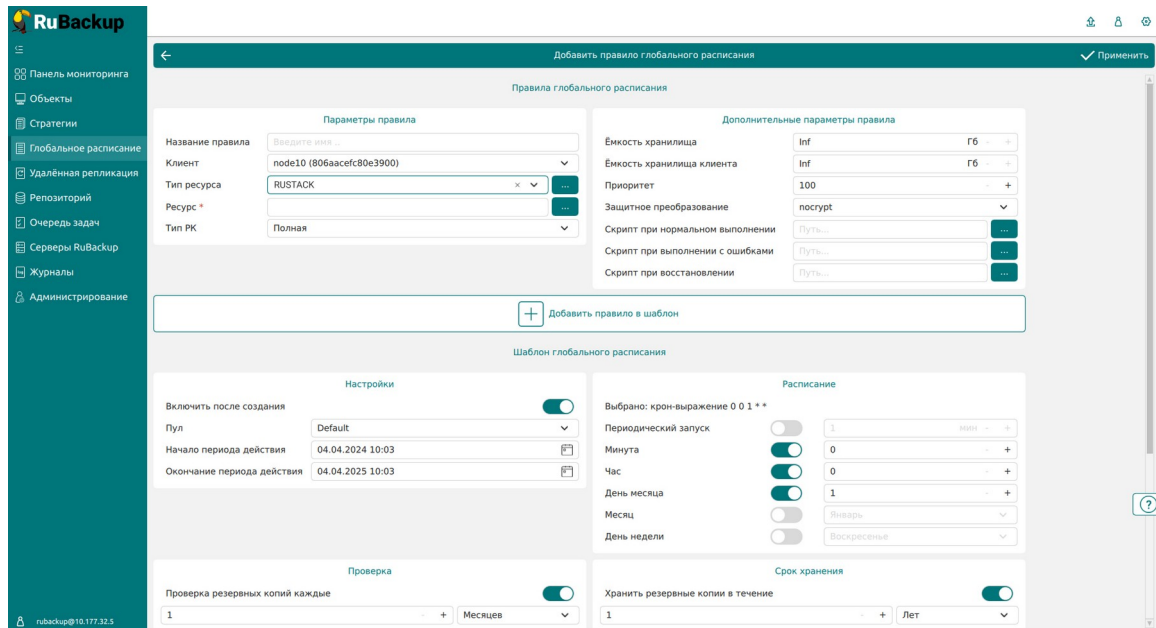 RuBackup
Панель мониторинга
Объекты
Стратегии
Глобальное расписание
Удалённая репликация
Репозиторий
Очередь задач
Серверы RuBackup
Журналы
Администрирование
rubackup@10.177.32.5
Добавить правило глобального расписания
Применить
Правила глобального расписания
Параметры правила
Название правила Введите имя ..
Клиент node10 (806aacefc80e3900)
Тип ресурса RUSTACK × ...
Ресурс * ...
Тип РК Полная
Дополнительные параметры правила
Ёмкость хранилища Inf Гб - +
Ёмкость хранилища клиента Inf Гб - +
Приоритет 100 - +
Защитное преобразование nocrypt
Скрипт при нормальном выполнении Путь... ...
Скрипт при выполнении с ошибками Путь... ...
Скрипт при восстановлении Путь... ...
+ Добавить правило в шаблон
Шаблон глобального расписания
Настройки
Включить после создания
Пул Default
Начало периода действия 04.04.2024 10:03
Окончание периода действия 04.04.2025 10:03
Расписание
Выбрано: крон-выражение 0 0 1 * *
Периодический запуск 1 мин - +
Минута 0 - +
Час 0 - +
День месяца 1 - +
Месяц Январь
День недели Воскресенье
Проверка
Проверка резервных копий каждые
1 - + Месяцев
Срок хранения
Хранить резервные копии в течение
1 - + Лет
?